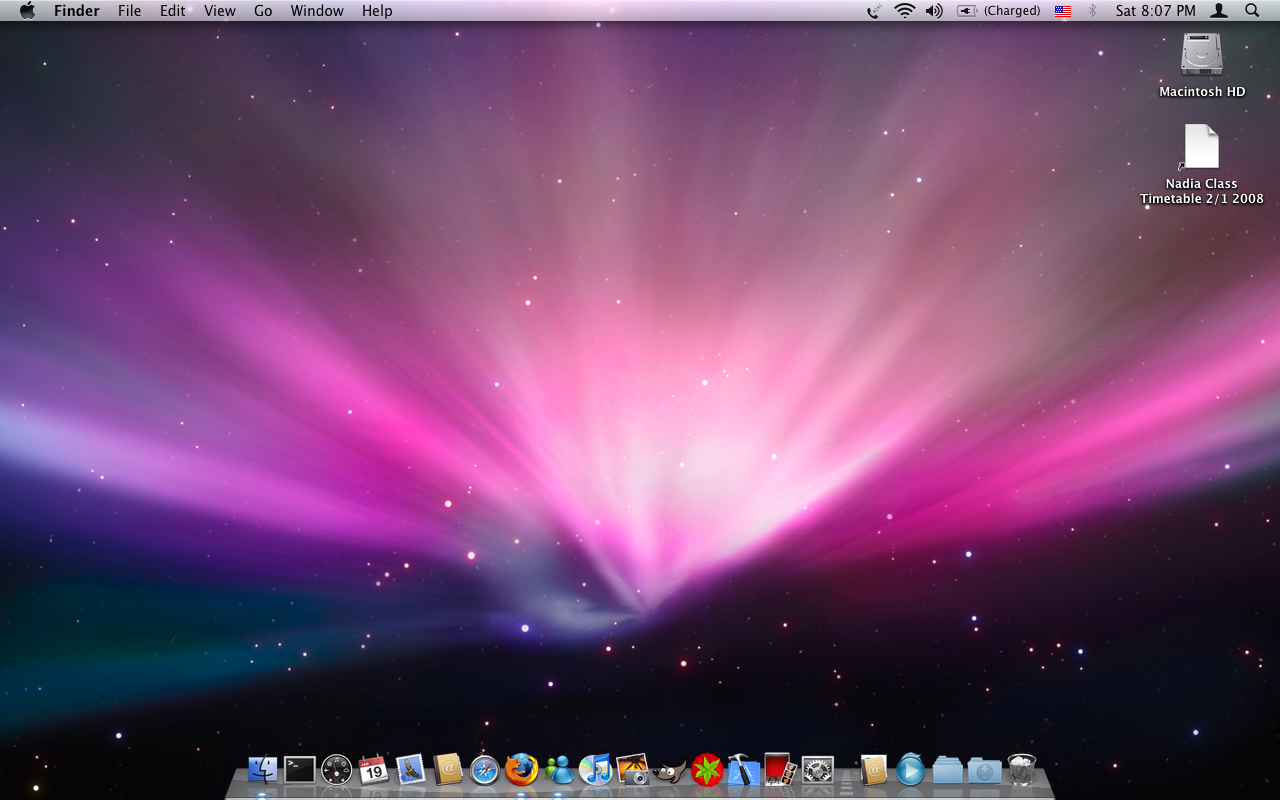 Finder File Edit View Go Window Help (Charged) Sat 8:07 PM
Macintosh HD
Nadia Class
Timetable 2/1 2008
19